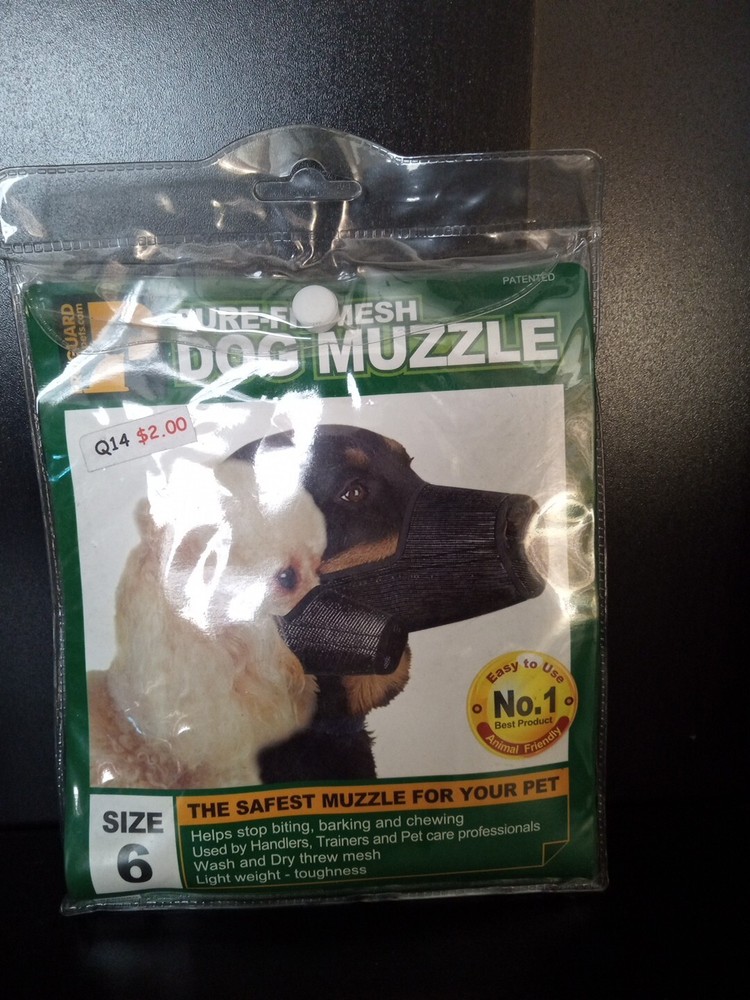 PATENTED
GUARD
MESH
DOG MUZZLE
Q14 $2.00
Easy to Use
No.1
Best Product
Animal Friendly
SIZE
6
THE SAFEST MUZZLE FOR YOUR PET
Helps stop biting, barking and chewing
Used by Handlers, Trainers and Pet care professionals
Wash and Dry threw mesh
Light weight - toughness